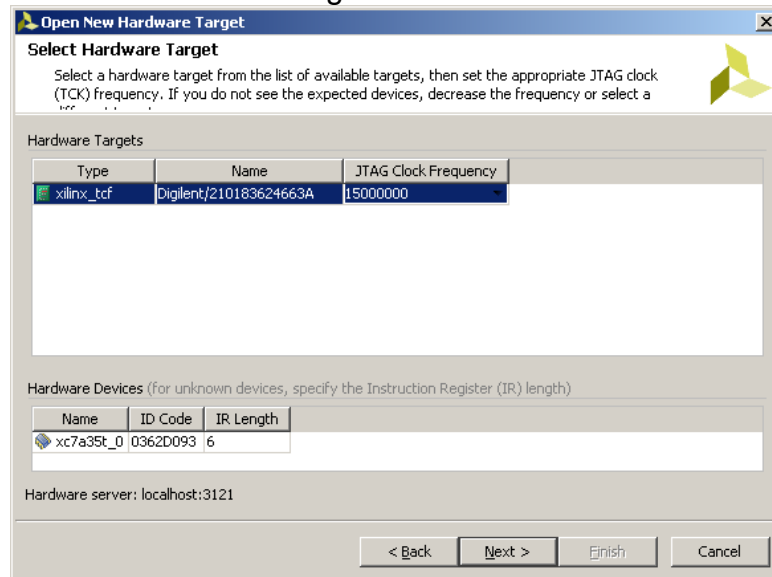 Open New Hardware Target
Select Hardware Target
Select a hardware target from the list of available targets, then set the appropriate JTAG clock
(TCK) frequency. If you do not see the expected devices, decrease the frequency or select a
Hardware Targets
Type Name JTAG Clock Frequency
xilinx_tcf Digilent/210183624663A 15000000
Hardware Devices (for unknown devices, specify the Instruction Register (IR) length)
Name ID Code IR Length
xc7a35t_0 0362D093 6
Hardware server: localhost:3121
< Back Next > Finish Cancel